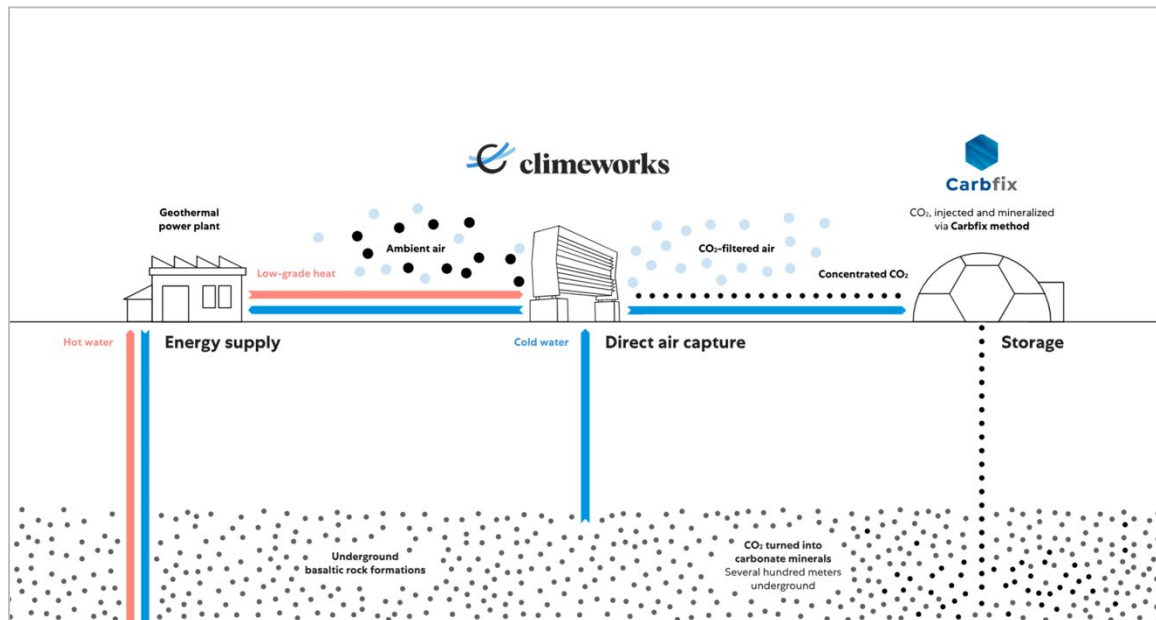 climeworks
Carbfix
CO₂, injected and mineralized
via Carbfix method
Geothermal
power plant
Ambient air
CO₂-filtered air
Low-grade heat
Concentrated CO₂
Hot water
Energy supply
Cold water
Direct air capture
Storage
Underground
basaltic rock formations
CO₂ turned into
carbonate minerals
Several hundred meters
underground